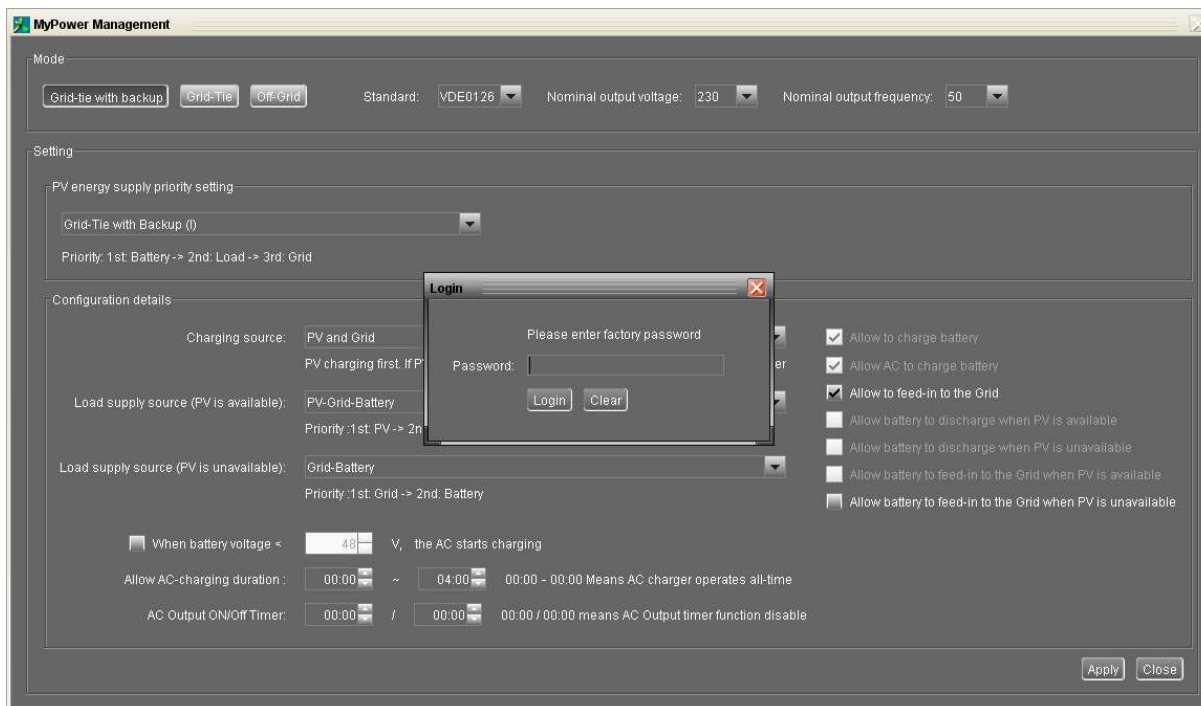 MyPower Management
Mode
Grid-tie with backup Grid-Tie Off-Grid Standard: VDE0126 Nominal output voltage: 230 Nominal output frequency: 50
Setting
PV energy supply priority setting
Grid-Tie with Backup (I)
Priority: 1st: Battery -> 2nd: Load -> 3rd: Grid
Configuration details
Charging source: PV and Grid
PV charging first. If P er
Load supply source (PV is available): PV-Grid-Battery
Priority :1st: PV -> 2n
Load supply source (PV is unavailable): Grid-Battery
Priority :1st: Grid -> 2nd: Battery
When battery voltage < 48 V, the AC starts charging
Allow AC-charging duration : 00:00 ~ 04:00 00:00 - 00:00 Means AC charger operates all-time
AC Output ON/Off Timer: 00:00 / 00:00 00:00 / 00:00 means AC Output timer function disable
Allow to charge battery
Allow AC to charge battery
Allow to feed-in to the Grid
Allow battery to discharge when PV is available
Allow battery to discharge when PV is unavailable
Allow battery to feed-in to the Grid when PV is available
Allow battery to feed-in to the Grid when PV is unavailable
Login
Please enter factory password
Password:
Login Clear
Apply Close